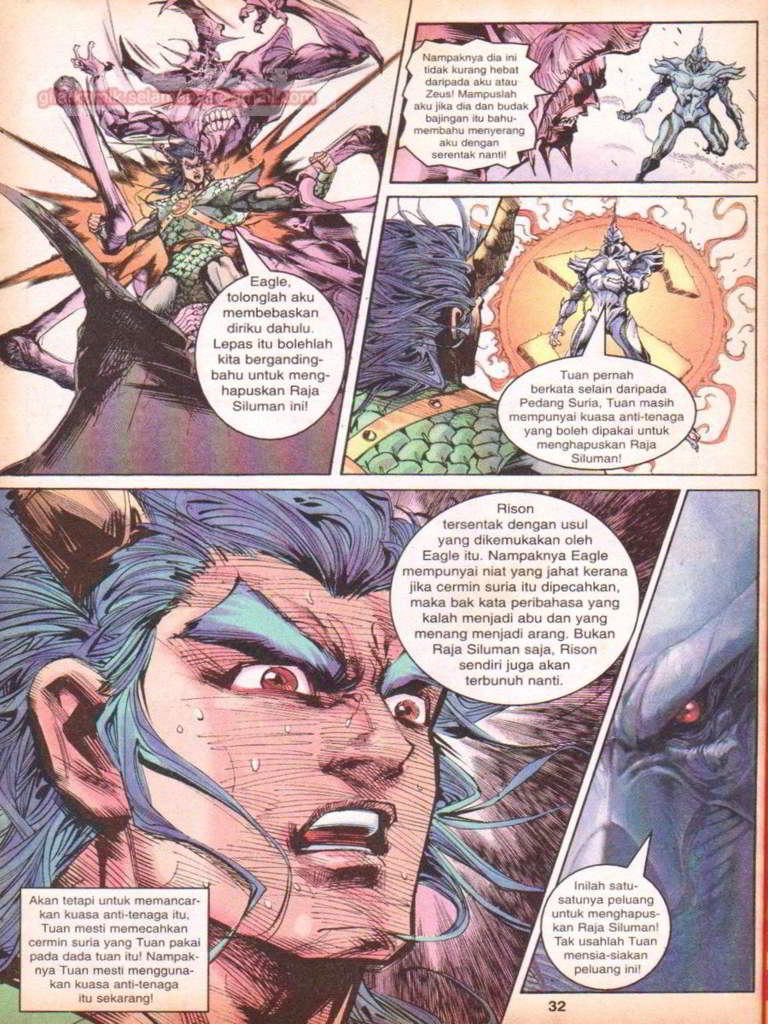 Eagle,
tolonglah aku
membebaskan
diriku dahulu.
Lepas itu bolehlah
kita berganding-
bahu untuk meng-
hapuskan Raja
Siluman ini!
Nampaknya dia ini
tidak kurang hebat
daripada aku atau
Zeus! Mampuslah
aku jika dia dan budak
bajingan itu bahu-
membahu menyerang
aku dengan
serentak nanti!
Tuan pernah
berkata selain daripada
Pedang Suria, Tuan masih
mempunyai kuasa anti-tenaga
yang boleh dipakai untuk
menghapuskan Raja
Siluman!
Rison
tersentak dengan usul
yang dikemukakan oleh
Eagle itu. Nampaknya Eagle
mempunyai niat yang jahat kerana
jika cermin suria itu dipecahkan,
maka bak kata peribahasa yang
kalah menjadi abu dan yang
menang menjadi arang. Bukan
Raja Siluman saja, Rison
sendiri juga akan
terbunuh nanti.
Akan tetapi untuk memancar-
kan kuasa anti-tenaga itu,
Tuan mesti memecahkan
cermin suria yang Tuan pakai
pada dada tuan itu! Nampak-
nya Tuan mesti mengguna-
kan kuasa anti-tenaga
itu sekarang!
Inilah satu-
satunya peluang
untuk menghapus-
kan Raja Siluman!
Tak usahlah Tuan
mensia-siakan
peluang ini!
32